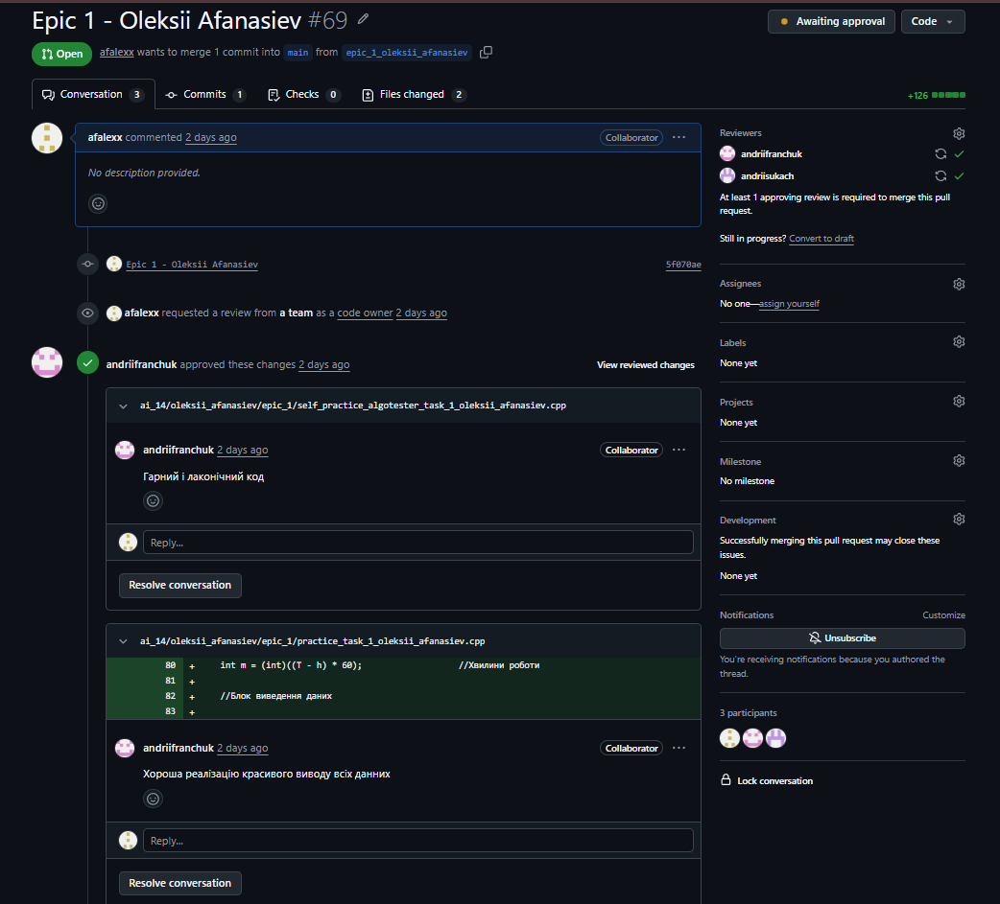 Epic 1 - Oleksii Afanasiev #69
Awaiting approval
Code
Open
afalexx wants to merge 1 commit into main from epic_1_oleksii_afanasiev
Conversation 3
Commits 1
Checks 0
Files changed 2
+126
afalexx commented 2 days ago
Collaborator
No description provided.
Epic 1 - Oleksii Afanasiev
5f070ae
afalexx requested a review from a team as a code owner 2 days ago
andriifranchuk approved these changes 2 days ago
View reviewed changes
ai_14/oleksii_afanasiev/epic_1/self_practice_algotester_task_1_oleksii_afanasiev.cpp
andriifranchuk 2 days ago
Collaborator
Гарний і лаконічний код
Reply...
Resolve conversation
ai_14/oleksii_afanasiev/epic_1/practice_task_1_oleksii_afanasiev.cpp
80 + int m = (int)((T - h) * 60); //Хвилини роботи
81 +
82 + //Блок виведення даних
83 +
andriifranchuk 2 days ago
Collaborator
Хороша реалізацію красивого виводу всіх данних
Reply...
Resolve conversation
Reviewers
andriifranchuk
andriisukach
At least 1 approving review is required to merge this pull
request.
Still in progress? Convert to draft
Assignees
No one—assign yourself
Labels
None yet
Projects
None yet
Milestone
No milestone
Development
Successfully merging this pull request may close these
issues.
None yet
Notifications
Customize
Unsubscribe
You're receiving notifications because you authored the
thread.
3 participants
Lock conversation